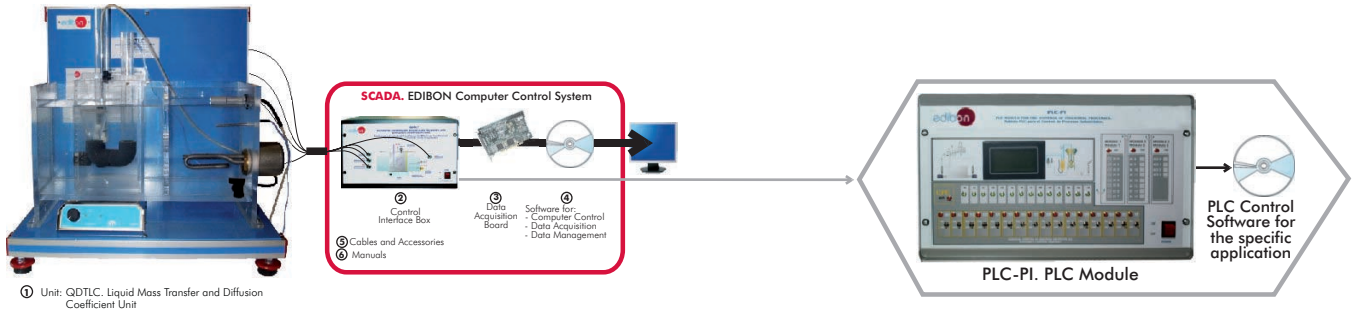 SCADA. EDIBON Computer Control System
②
Control
Interface Box
③
Data
Acquisition
Board
④
Software for:
- Computer Control
- Data Acquisition
- Data Management
⑤ Cables and Accessories
⑥ Manuals
① Unit: QDTLC. Liquid Mass Transfer and Diffusion
Coefficient Unit
edibon
PLC-PI
PLC-PI. PLC Module
PLC Control
Software for
the specific
application